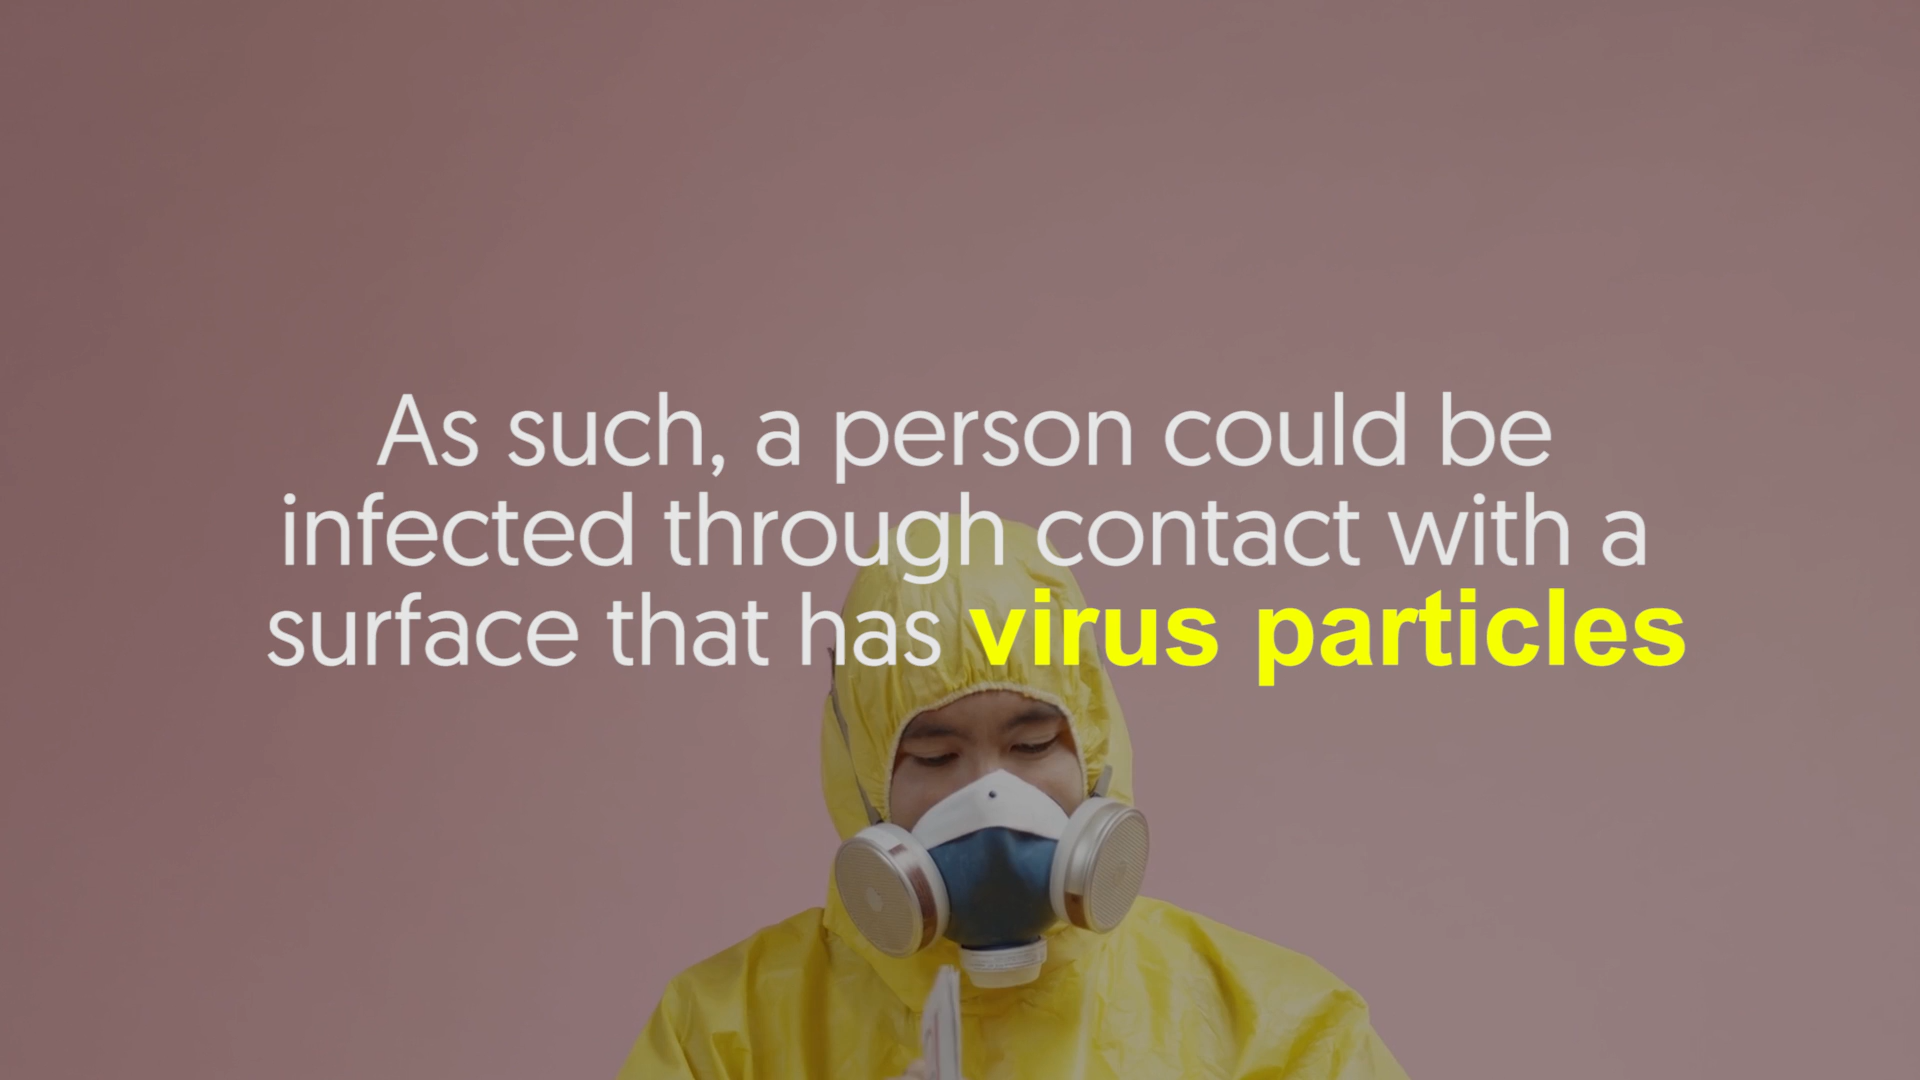 As such, a person could be
infected through contact with a
surface that has virus particles